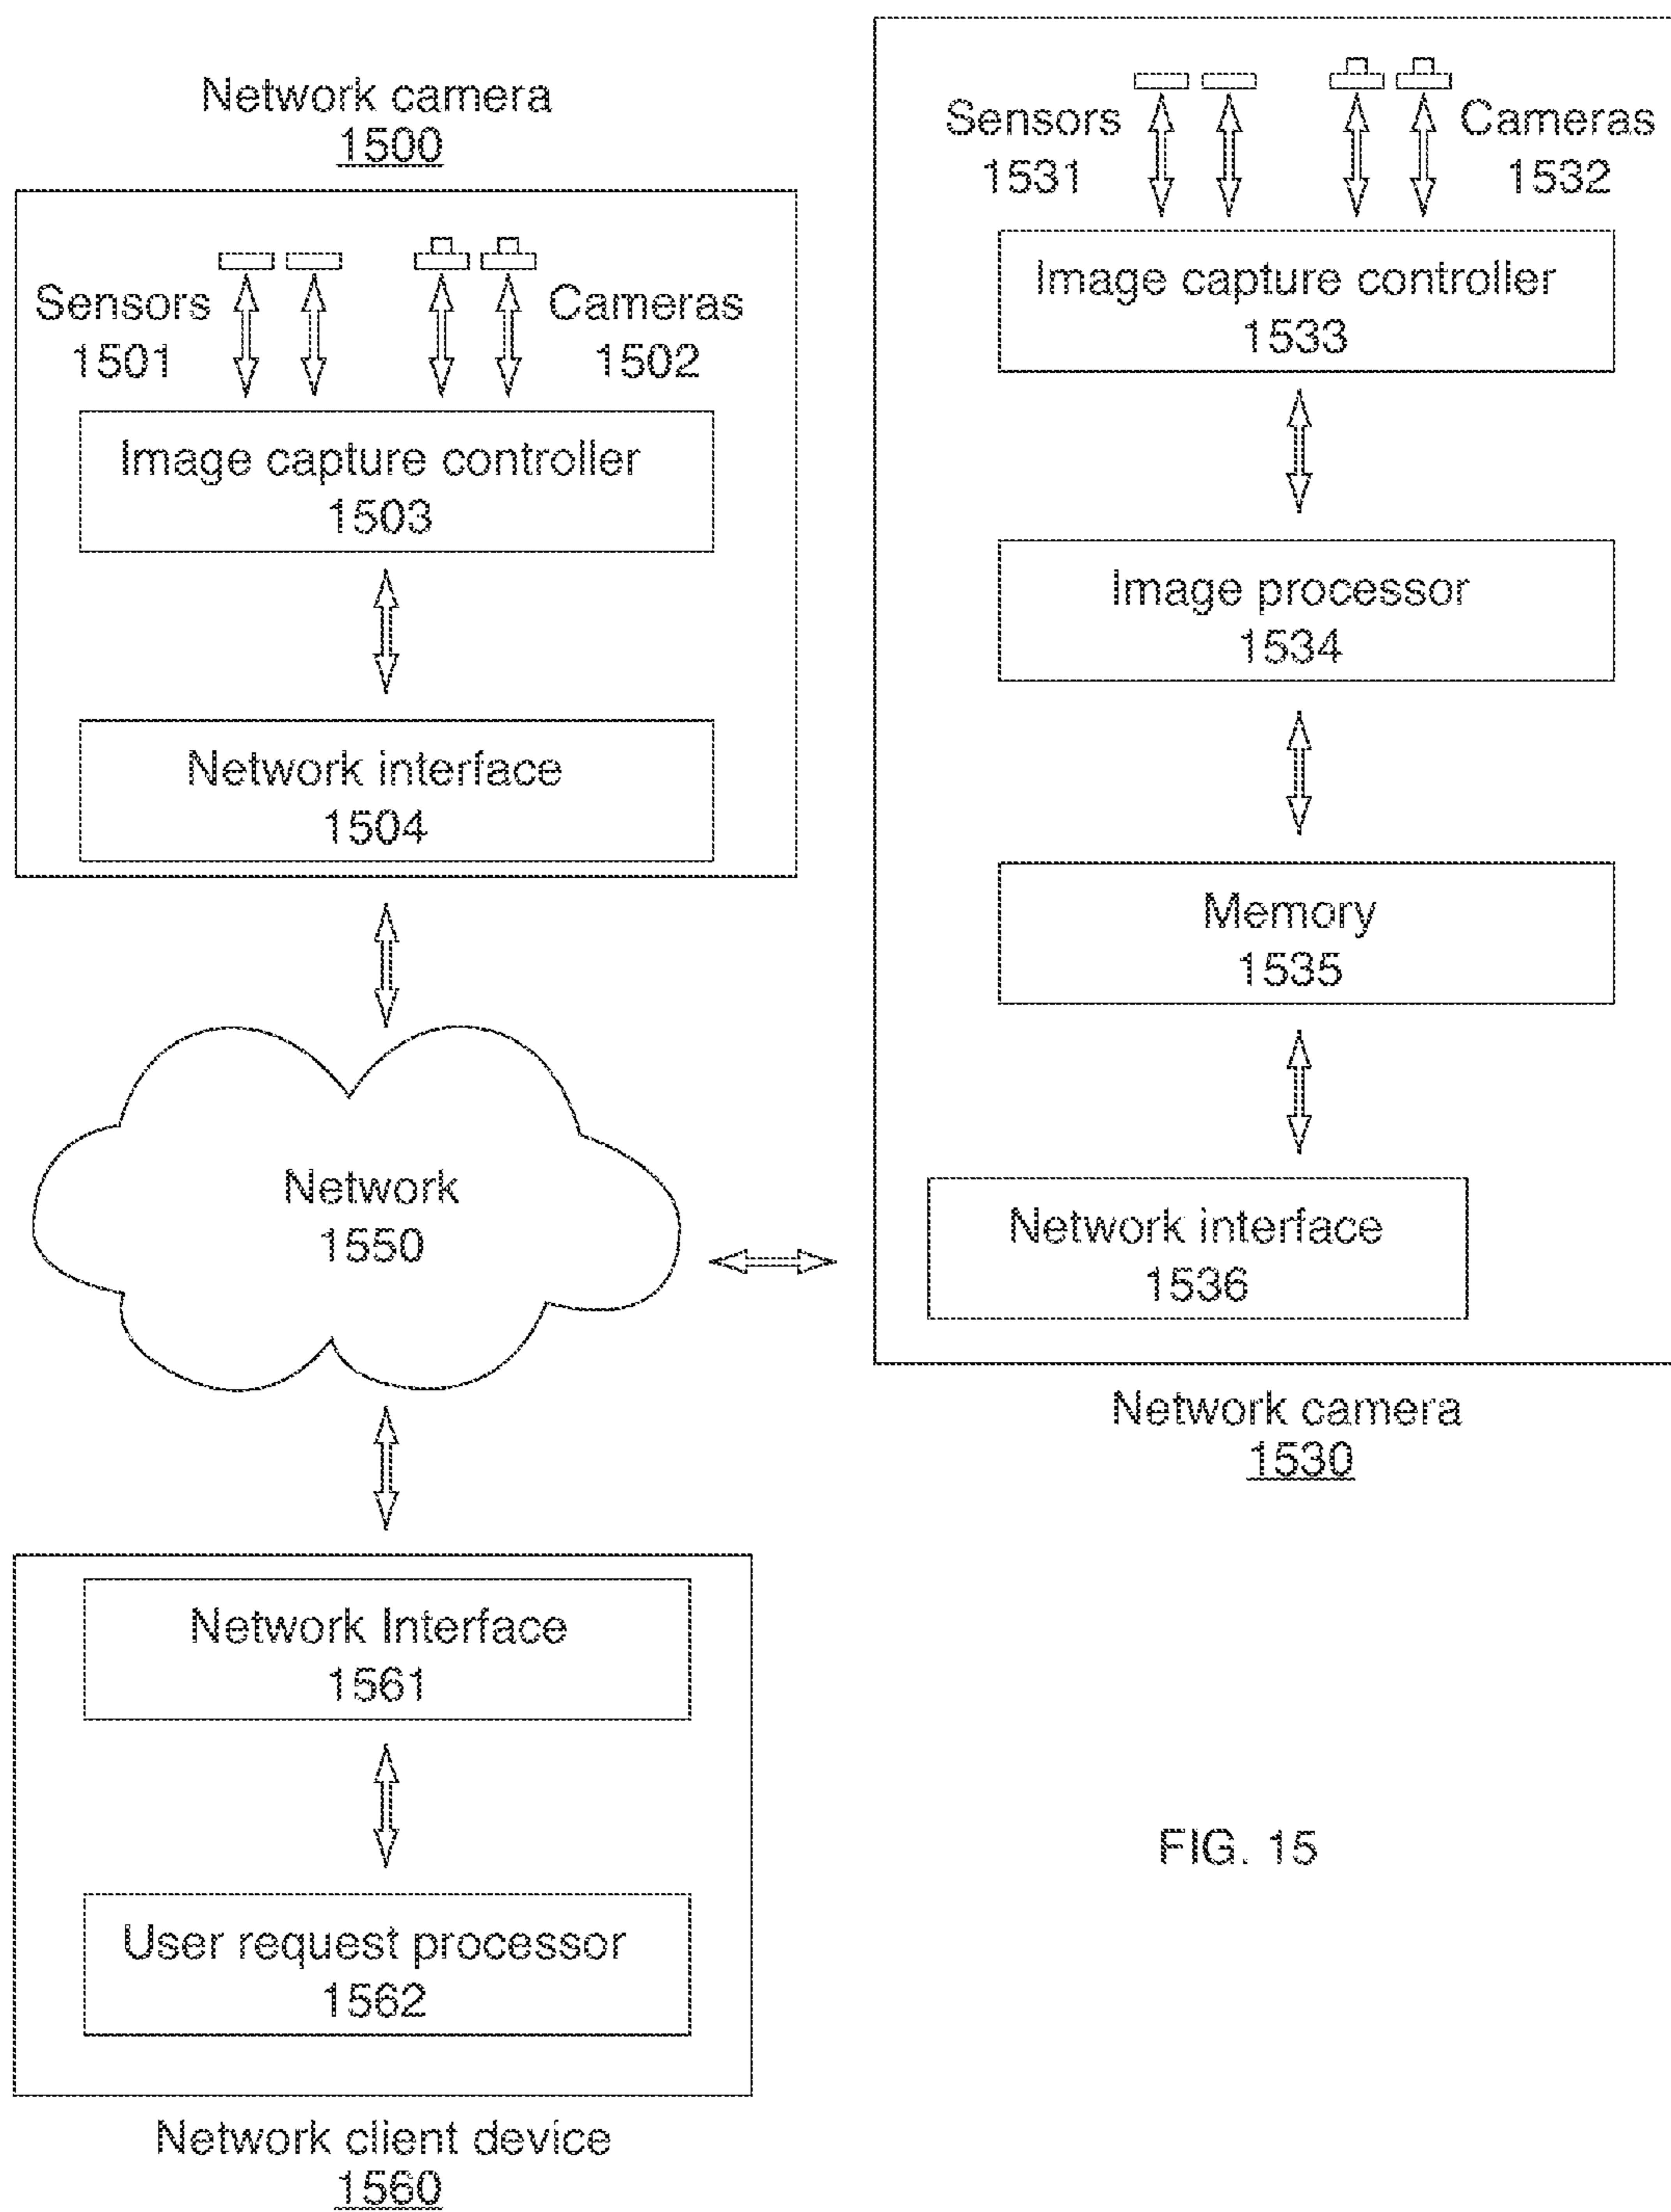 Network camera
1500
Sensors
1501
Cameras
1502
Image capture controller
1503
Network interface
1504
Sensors
1531
Cameras
1532
Image capture controller
1533
Image processor
1534
Memory
1535
Network interface
1536
Network camera
1530
Network
1550
Network Interface
1561
User request processor
1562
Network client device
1560
FIG. 15